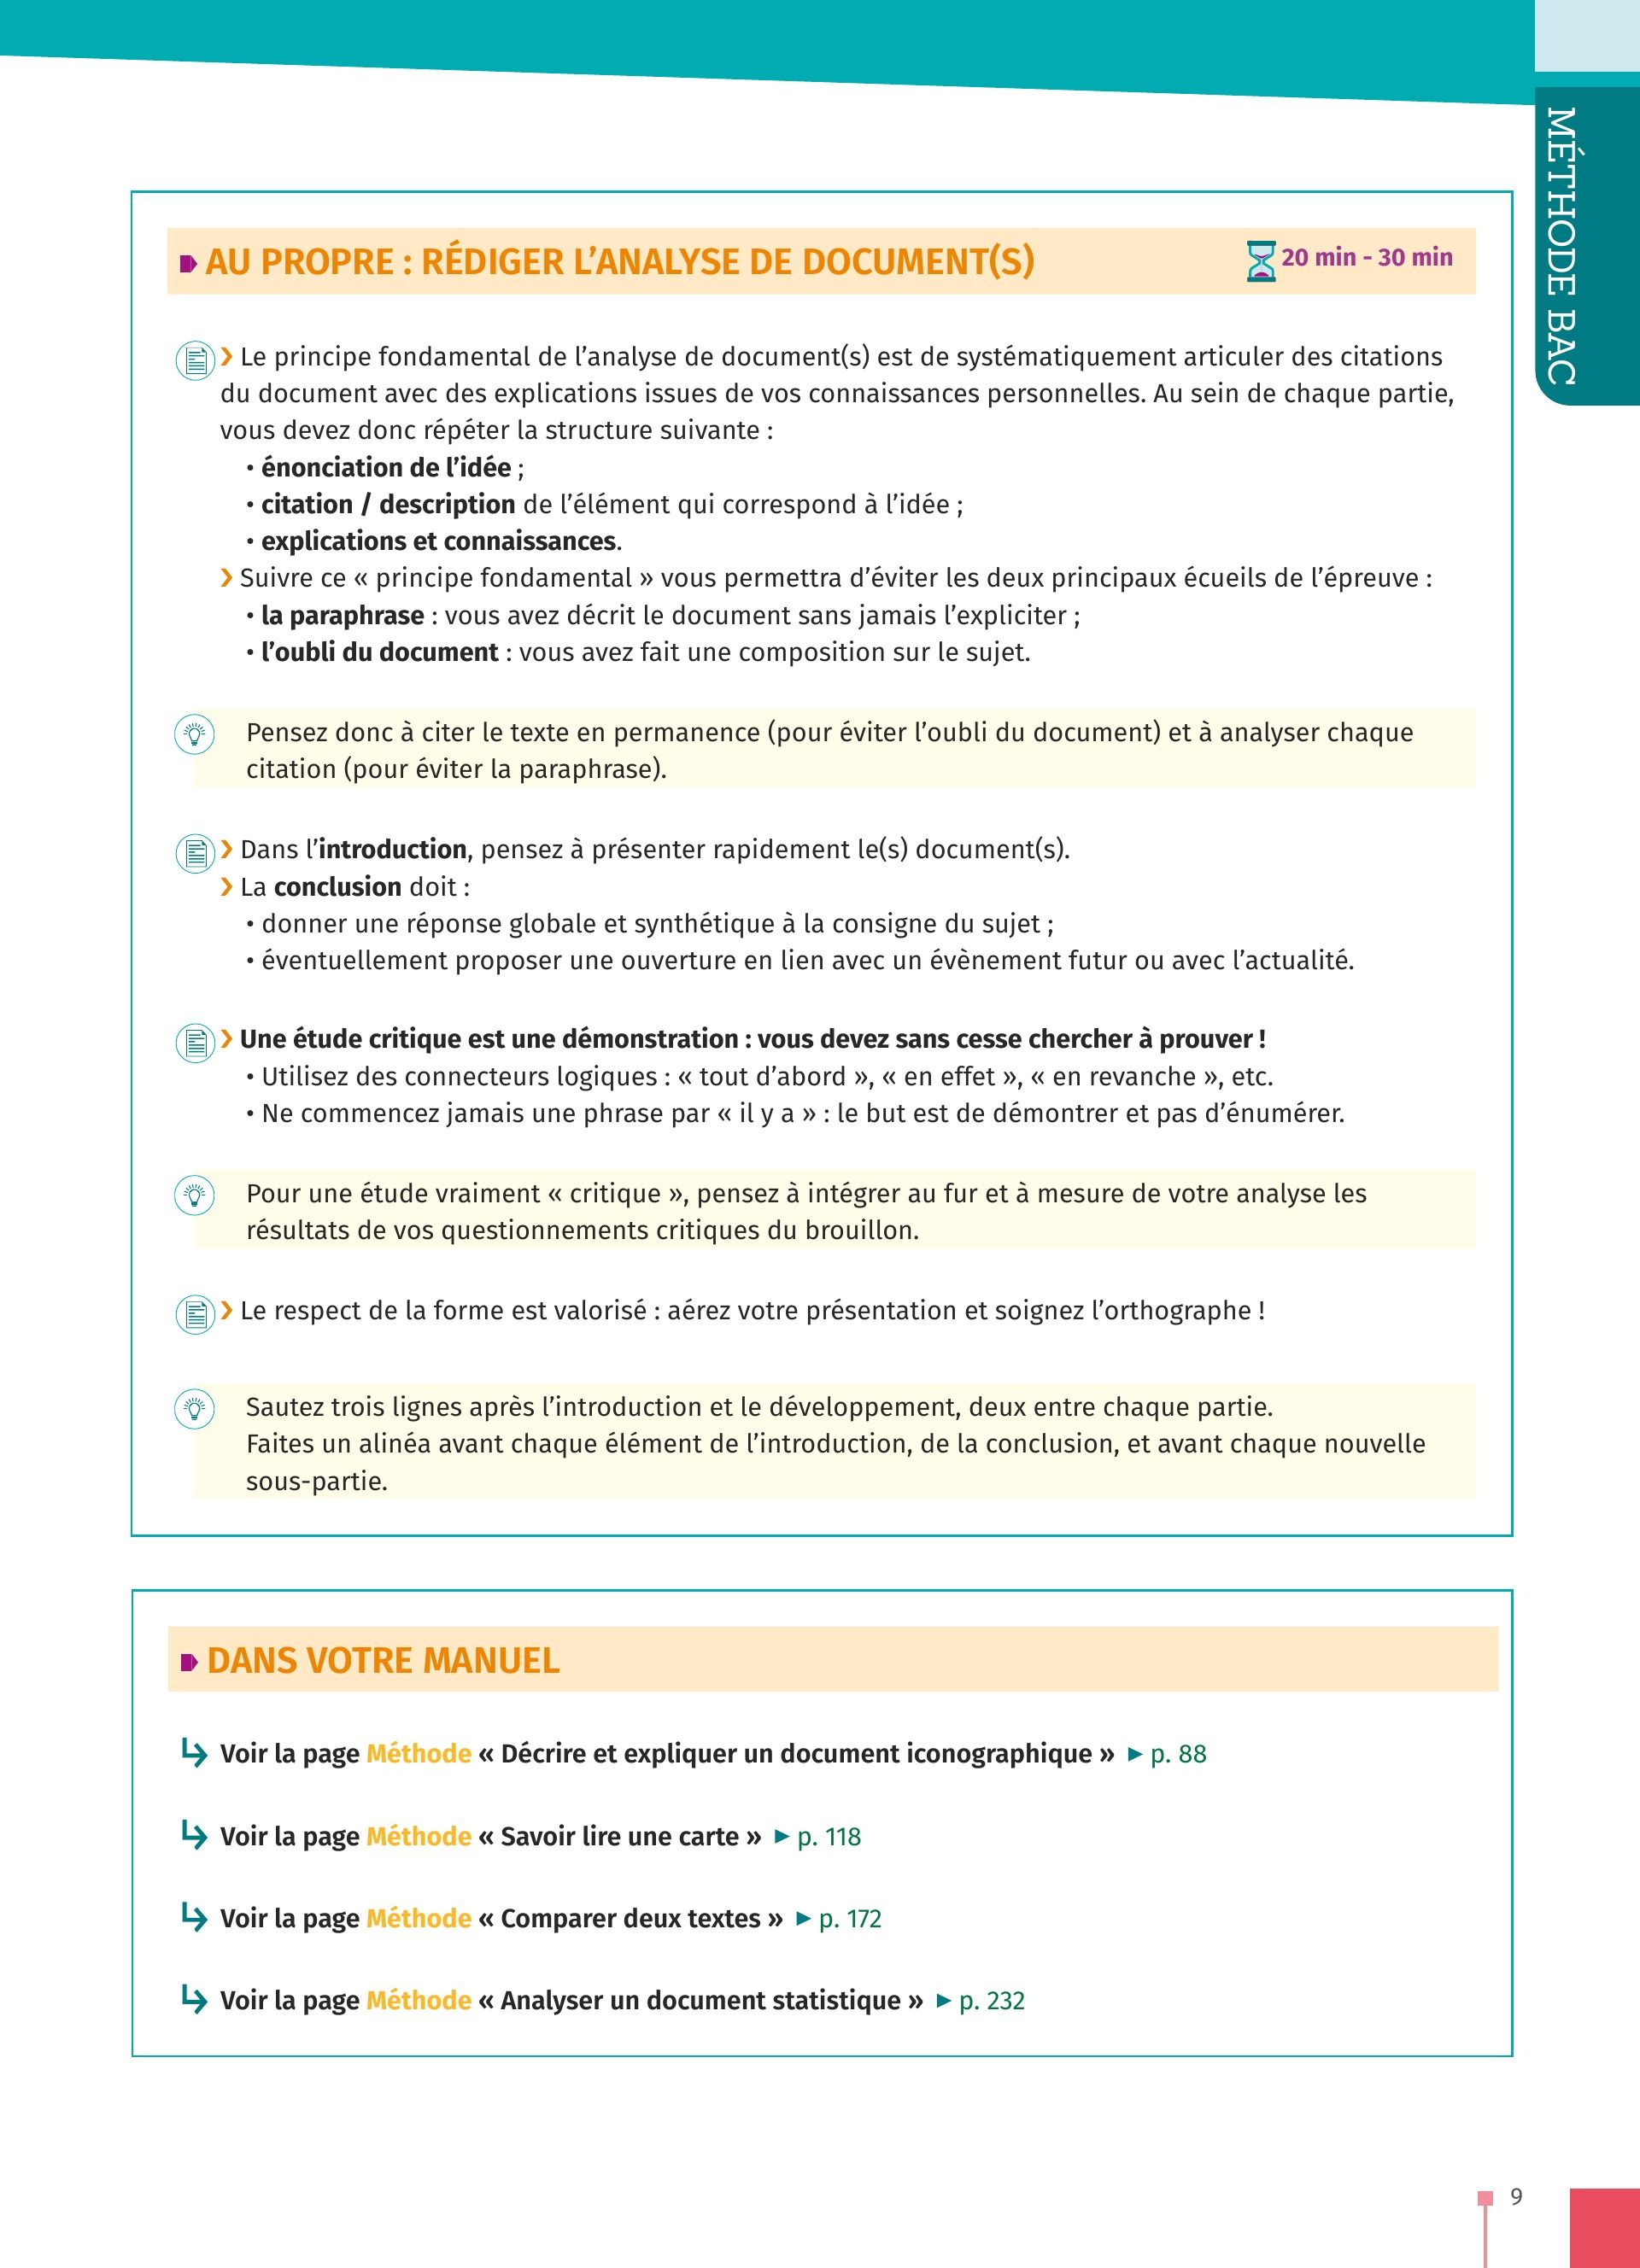 MÉTHODE BAC
AU PROPRE : RÉDIGER L’ANALYSE DE DOCUMENT(S)
20 min - 30 min
› Le principe fondamental de l’analyse de document(s) est de systématiquement articuler des citations
du document avec des explications issues de vos connaissances personnelles. Au sein de chaque partie,
vous devez donc répéter la structure suivante :
• énonciation de l’idée ;
• citation / description de l’élément qui correspond à l’idée ;
• explications et connaissances.
› Suivre ce « principe fondamental » vous permettra d’éviter les deux principaux écueils de l’épreuve :
• la paraphrase : vous avez décrit le document sans jamais l’expliciter ;
• l’oubli du document : vous avez fait une composition sur le sujet.
Pensez donc à citer le texte en permanence (pour éviter l’oubli du document) et à analyser chaque
citation (pour éviter la paraphrase).
› Dans l’introduction, pensez à présenter rapidement le(s) document(s).
› La conclusion doit :
• donner une réponse globale et synthétique à la consigne du sujet ;
• éventuellement proposer une ouverture en lien avec un évènement futur ou avec l’actualité.
› Une étude critique est une démonstration : vous devez sans cesse chercher à prouver !
• Utilisez des connecteurs logiques : « tout d’abord », « en effet », « en revanche », etc.
• Ne commencez jamais une phrase par « il y a » : le but est de démontrer et pas d’énumérer.
Pour une étude vraiment « critique », pensez à intégrer au fur et à mesure de votre analyse les
résultats de vos questionnements critiques du brouillon.
› Le respect de la forme est valorisé : aérez votre présentation et soignez l’orthographe !
Sautez trois lignes après l’introduction et le développement, deux entre chaque partie.
Faites un alinéa avant chaque élément de l’introduction, de la conclusion, et avant chaque nouvelle
sous-partie.
DANS VOTRE MANUEL
Voir la page Méthode « Décrire et expliquer un document iconographique » ► p. 88
Voir la page Méthode « Savoir lire une carte » ► p. 118
Voir la page Méthode « Comparer deux textes » ► p. 172
Voir la page Méthode « Analyser un document statistique » ► p. 232
9